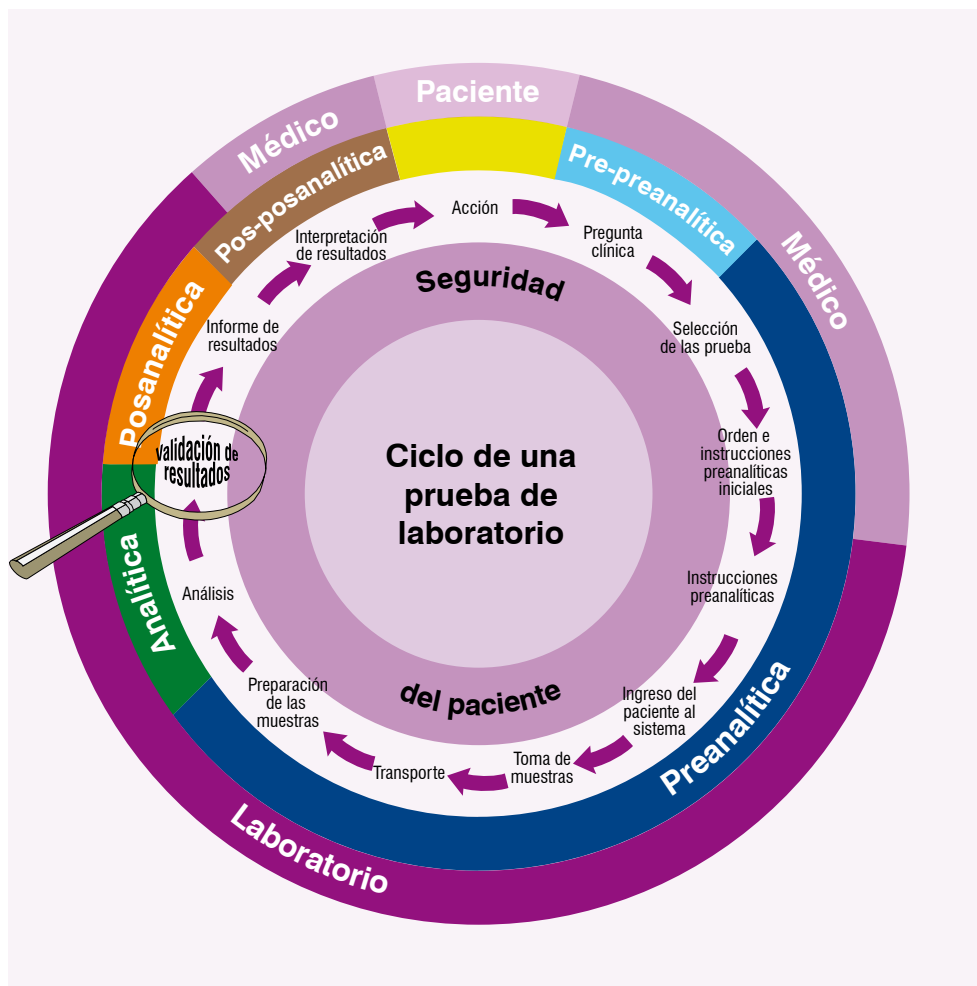 Paciente
Médico
Médico
Laboratorio
Pre-preanalítica
Preanalítica
Analítica
Posanalítica
Pos-posanalítica
Acción
Pregunta
clínica
Selección
de las prueba
Orden e
instrucciones
preanalíticas
iniciales
Instrucciones
preanalíticas
Ingreso del
paciente al
sistema
Toma de
muestras
Transporte
Preparación
de las
muestras
Análisis
Validación de
resultados
Informe de
resultados
Interpretación
de resultados
Seguridad
del paciente
Ciclo de una
prueba de
laboratorio